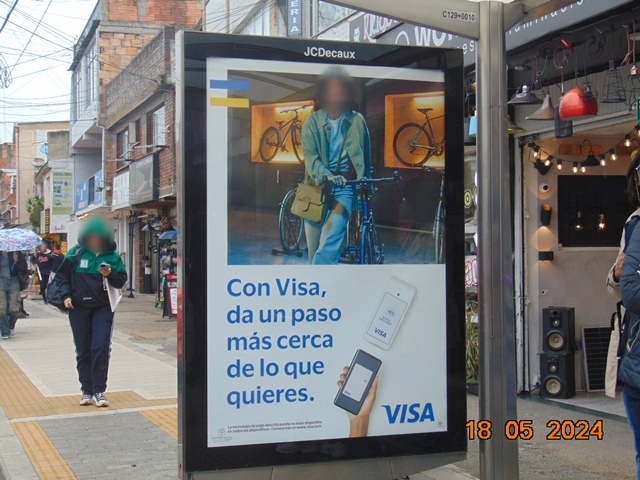 C129+0010
JCDecaux
Con Visa,
da un paso
más cerca
de lo que
quieres.
VISA
VISA
18 05 2024